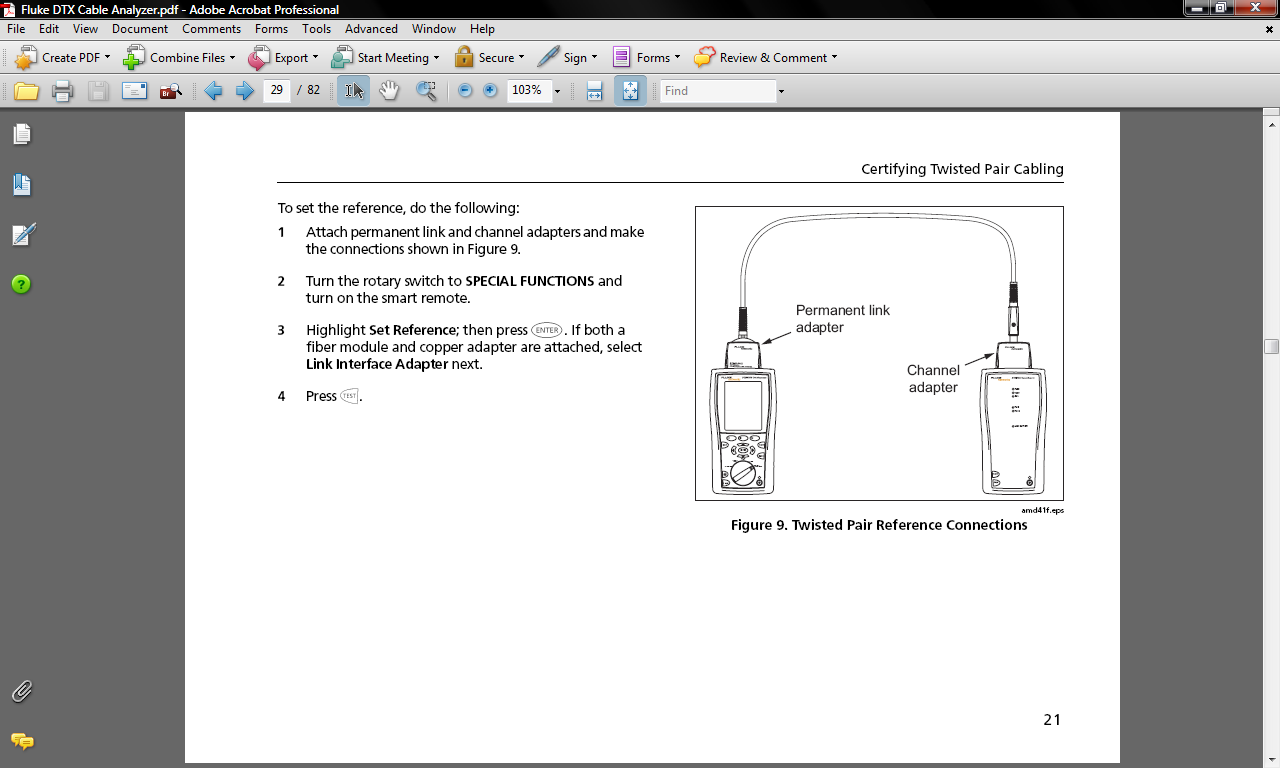 Fluke DTX Cable Analyzer.pdf - Adobe Acrobat Professional
File Edit View Document Comments Forms Tools Advanced Window Help
Create PDF Combine Files Export Start Meeting Secure Sign Forms Review & Comment
29 / 82 103% Find
Certifying Twisted Pair Cabling
To set the reference, do the following:
1 Attach permanent link and channel adapters and make
the connections shown in Figure 9.
2 Turn the rotary switch to SPECIAL FUNCTIONS and
turn on the smart remote.
3 Highlight Set Reference; then press ENTER. If both a
fiber module and copper adapter are attached, select
Link Interface Adapter next.
4 Press TEST.
Permanent link
adapter
Channel
adapter
amd41f.eps
Figure 9. Twisted Pair Reference Connections
21